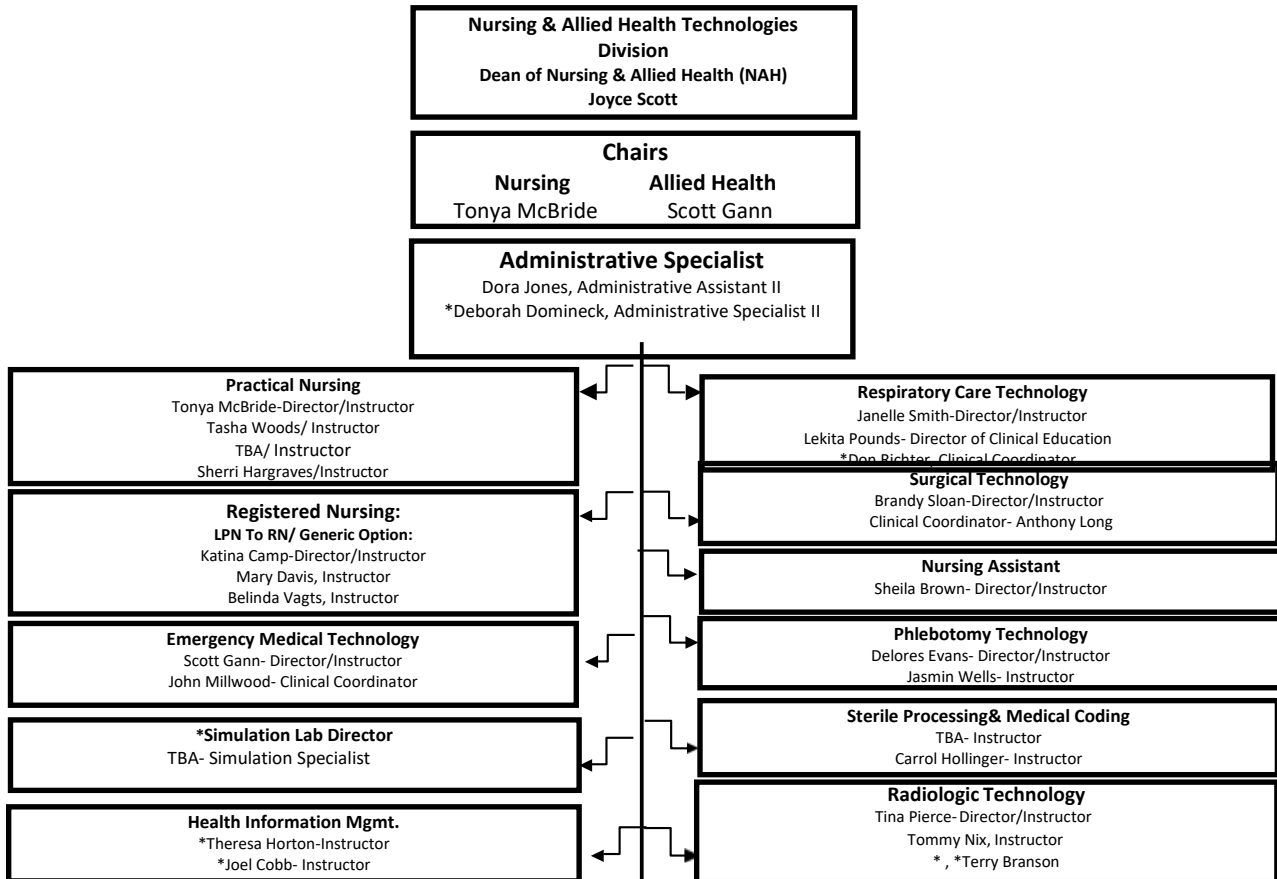 Nursing & Allied Health Technologies
Division
Dean of Nursing & Allied Health (NAH)
Joyce Scott
Chairs
Nursing Allied Health
Tonya McBride Scott Gann
Administrative Specialist
Dora Jones, Administrative Assistant II
*Deborah Domineck, Administrative Specialist II
Practical Nursing
Tonya McBride-Director/Instructor
Tasha Woods/ Instructor
TBA/ Instructor
Sherri Hargraves/Instructor
Registered Nursing:
LPN To RN/ Generic Option:
Katina Camp-Director/Instructor
Mary Davis, Instructor
Belinda Vagts, Instructor
Emergency Medical Technology
Scott Gann- Director/Instructor
John Millwood- Clinical Coordinator
*Simulation Lab Director
TBA- Simulation Specialist
Health Information Mgmt.
*Theresa Horton-Instructor
*Joel Cobb- Instructor
Respiratory Care Technology
Janelle Smith-Director/Instructor
Lekita Pounds- Director of Clinical Education
*Don Richter, Clinical Coordinator
Surgical Technology
Brandy Sloan-Director/Instructor
Clinical Coordinator- Anthony Long
Nursing Assistant
Sheila Brown- Director/Instructor
Phlebotomy Technology
Delores Evans- Director/Instructor
Jasmin Wells- Instructor
Sterile Processing& Medical Coding
TBA- Instructor
Carrol Hollinger- Instructor
Radiologic Technology
Tina Pierce-Director/Instructor
Tommy Nix, Instructor
* , *Terry Branson